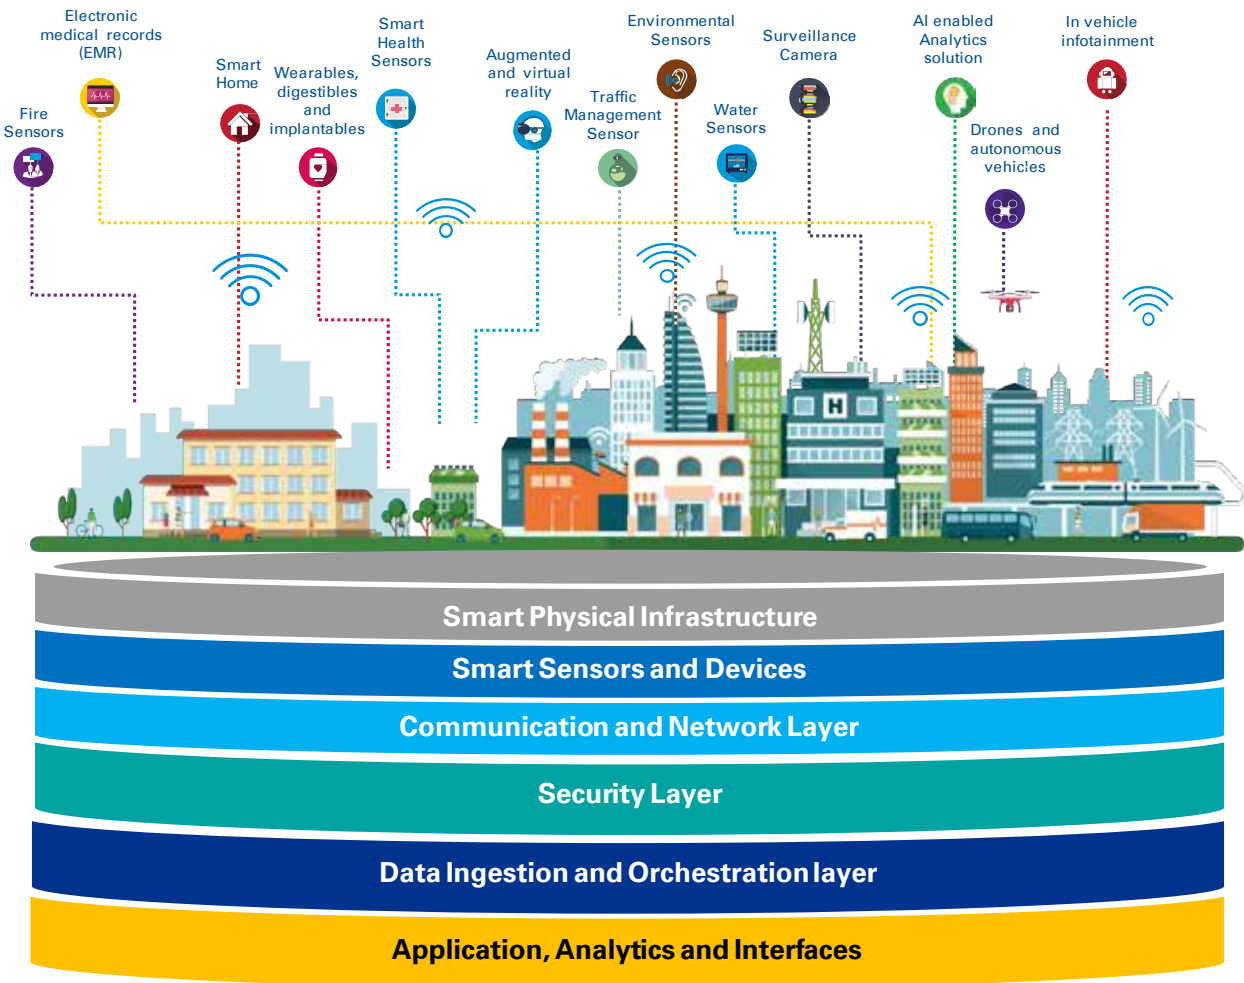 Electronic
medical records
(EMR)
Smart
Health
Sensors
Environmental
Sensors
Surveillance
Camera
AI enabled
Analytics
solution
In vehicle
infotainment
Smart
Home
Wearables,
digestibles
and
implantables
Augmented
and virtual
reality
Traffic
Management
Sensor
Water
Sensors
Fire
Sensors
Drones and
autonomous
vehicles
H
Smart Physical Infrastructure
Smart Sensors and Devices
Communication and Network Layer
Security Layer
Data Ingestion and Orchestration layer
Application, Analytics and Interfaces